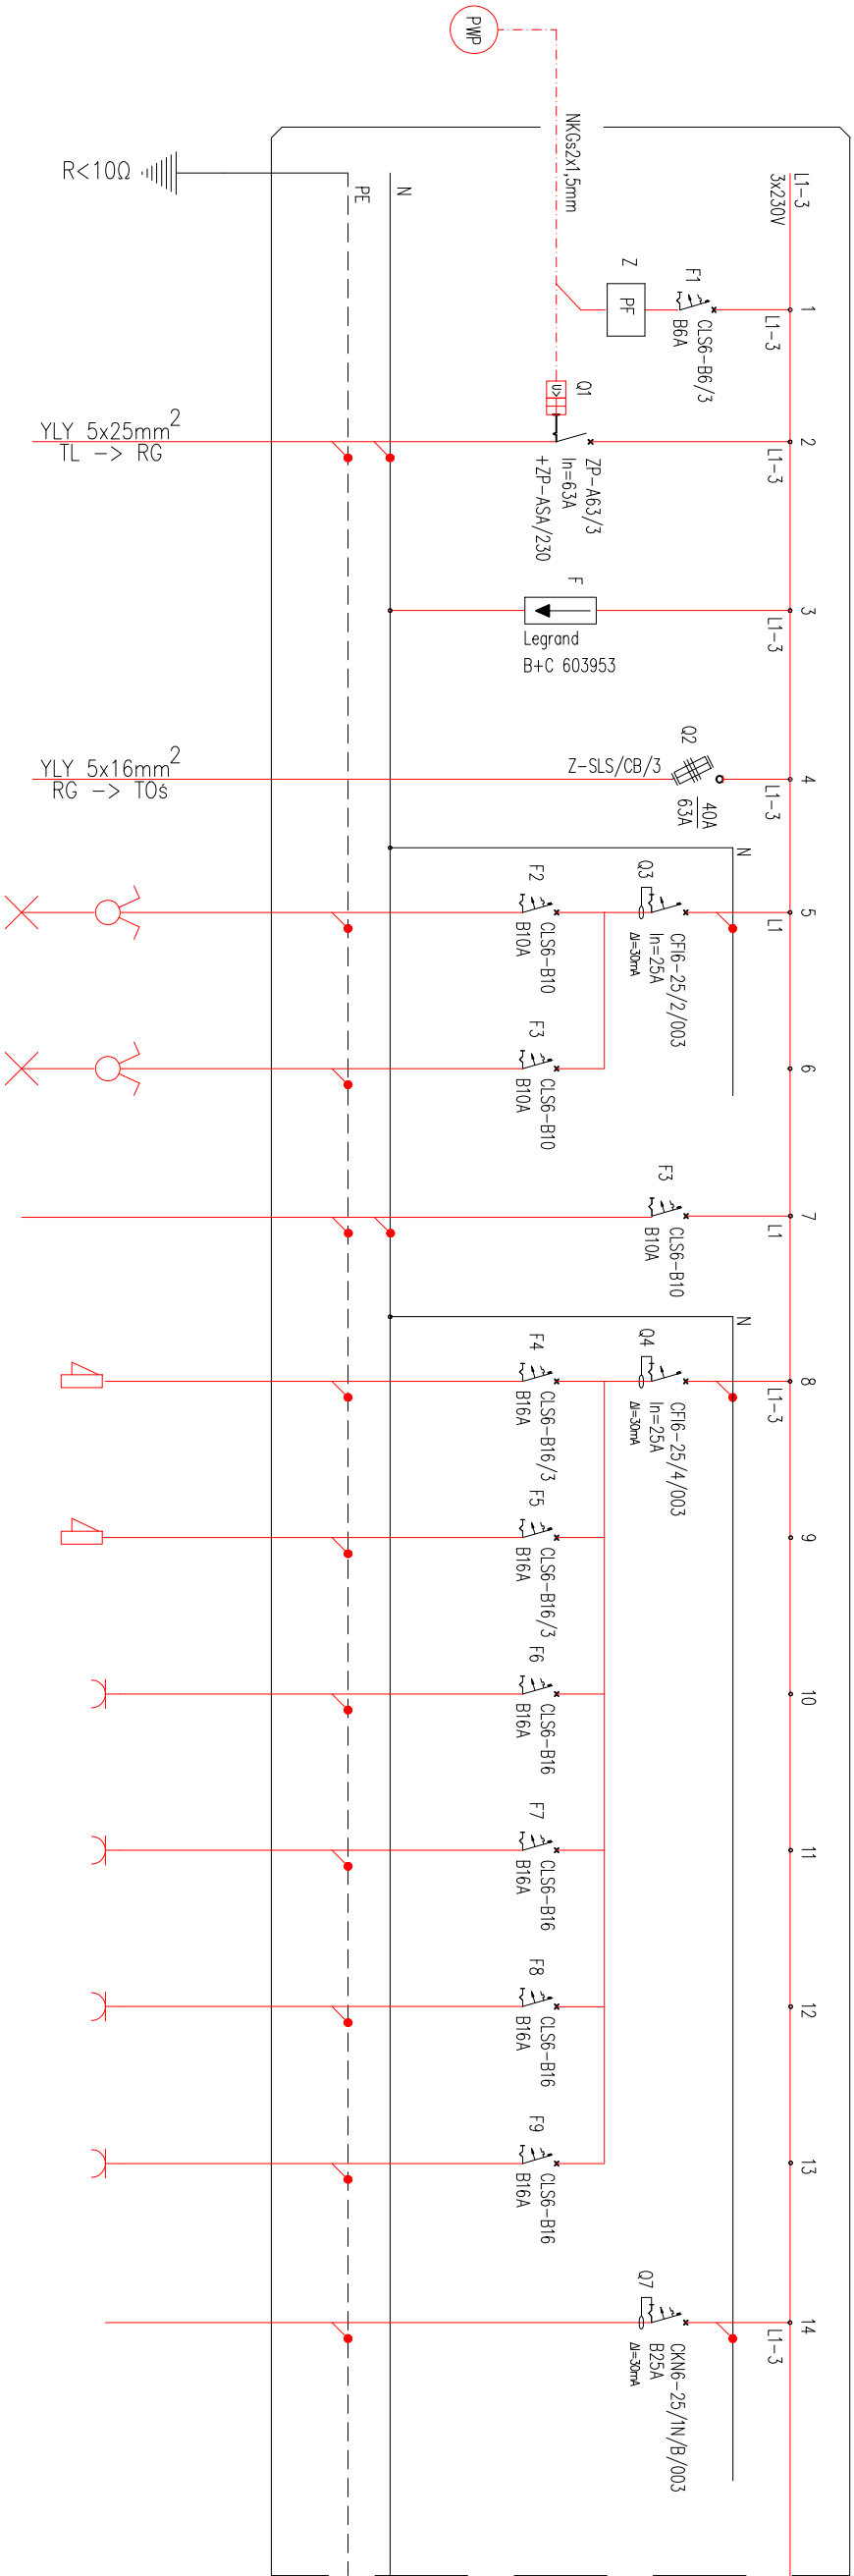 PWP
NKGs2x1,5mm
R<10Ω
PE
N
L1-3
3x230V
1
L1-3
F1
CLS6-B6/3
B6A
Z
PF
2
L1-3
Q1
U>
ZP-A63/3
In=63A
+ZP-ASA/230
YLY 5x25mm2
TL -> RG
3
L1-3
F
Legrand
B+C 603953
4
L1-3
Q2
40A
63A
Z-SLS/CB/3
YLY 5x16mm2
RG -> TOś
N
5
L1
Q3
CFI6-25/2/003
In=25A
ΔI=30mA
F2
CLS6-B10
B10A
6
F3
CLS6-B10
B10A
7
L1
F3
CLS6-B10
B10A
N
8
L1-3
Q4
CFI6-25/4/003
In=25A
ΔI=30mA
F4
CLS6-B16/3
B16A
9
F5
CLS6-B16/3
B16A
10
F6
CLS6-B16
B16A
11
F7
CLS6-B16
B16A
12
F8
CLS6-B16
B16A
13
F9
CLS6-B16
B16A
14
L1-3
Q7
CKN6-25/1N/B/003
B25A
ΔI=30mA